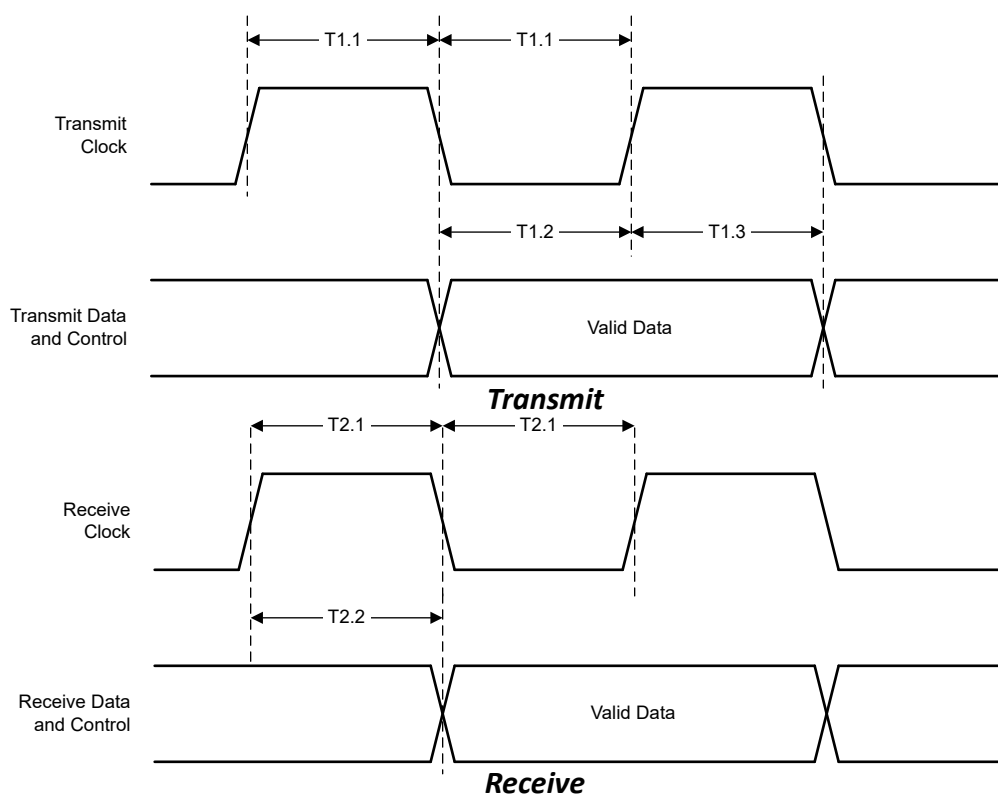 T1.1
T1.1
Transmit
Clock
T1.2
T1.3
Transmit Data
and Control
Valid Data
Transmit
T2.1
T2.1
Receive
Clock
T2.2
Receive Data
and Control
Valid Data
Receive